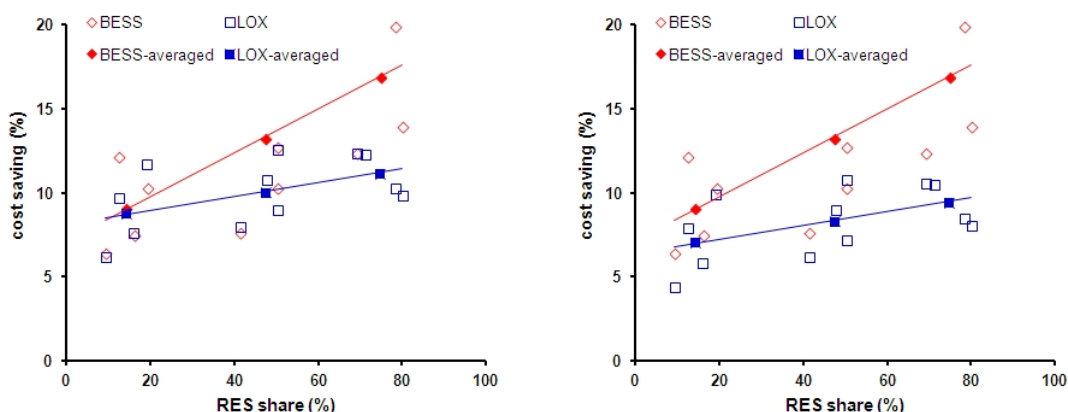 20
BESS LOX
BESS-averaged LOX-averaged
15
10
5
0
0 20 40 60 80 100
cost saving (%)
RES share (%)
20
BESS LOX
BESS-averaged LOX-averaged
15
10
5
0
0 20 40 60 80 100
cost saving (%)
RES share (%)